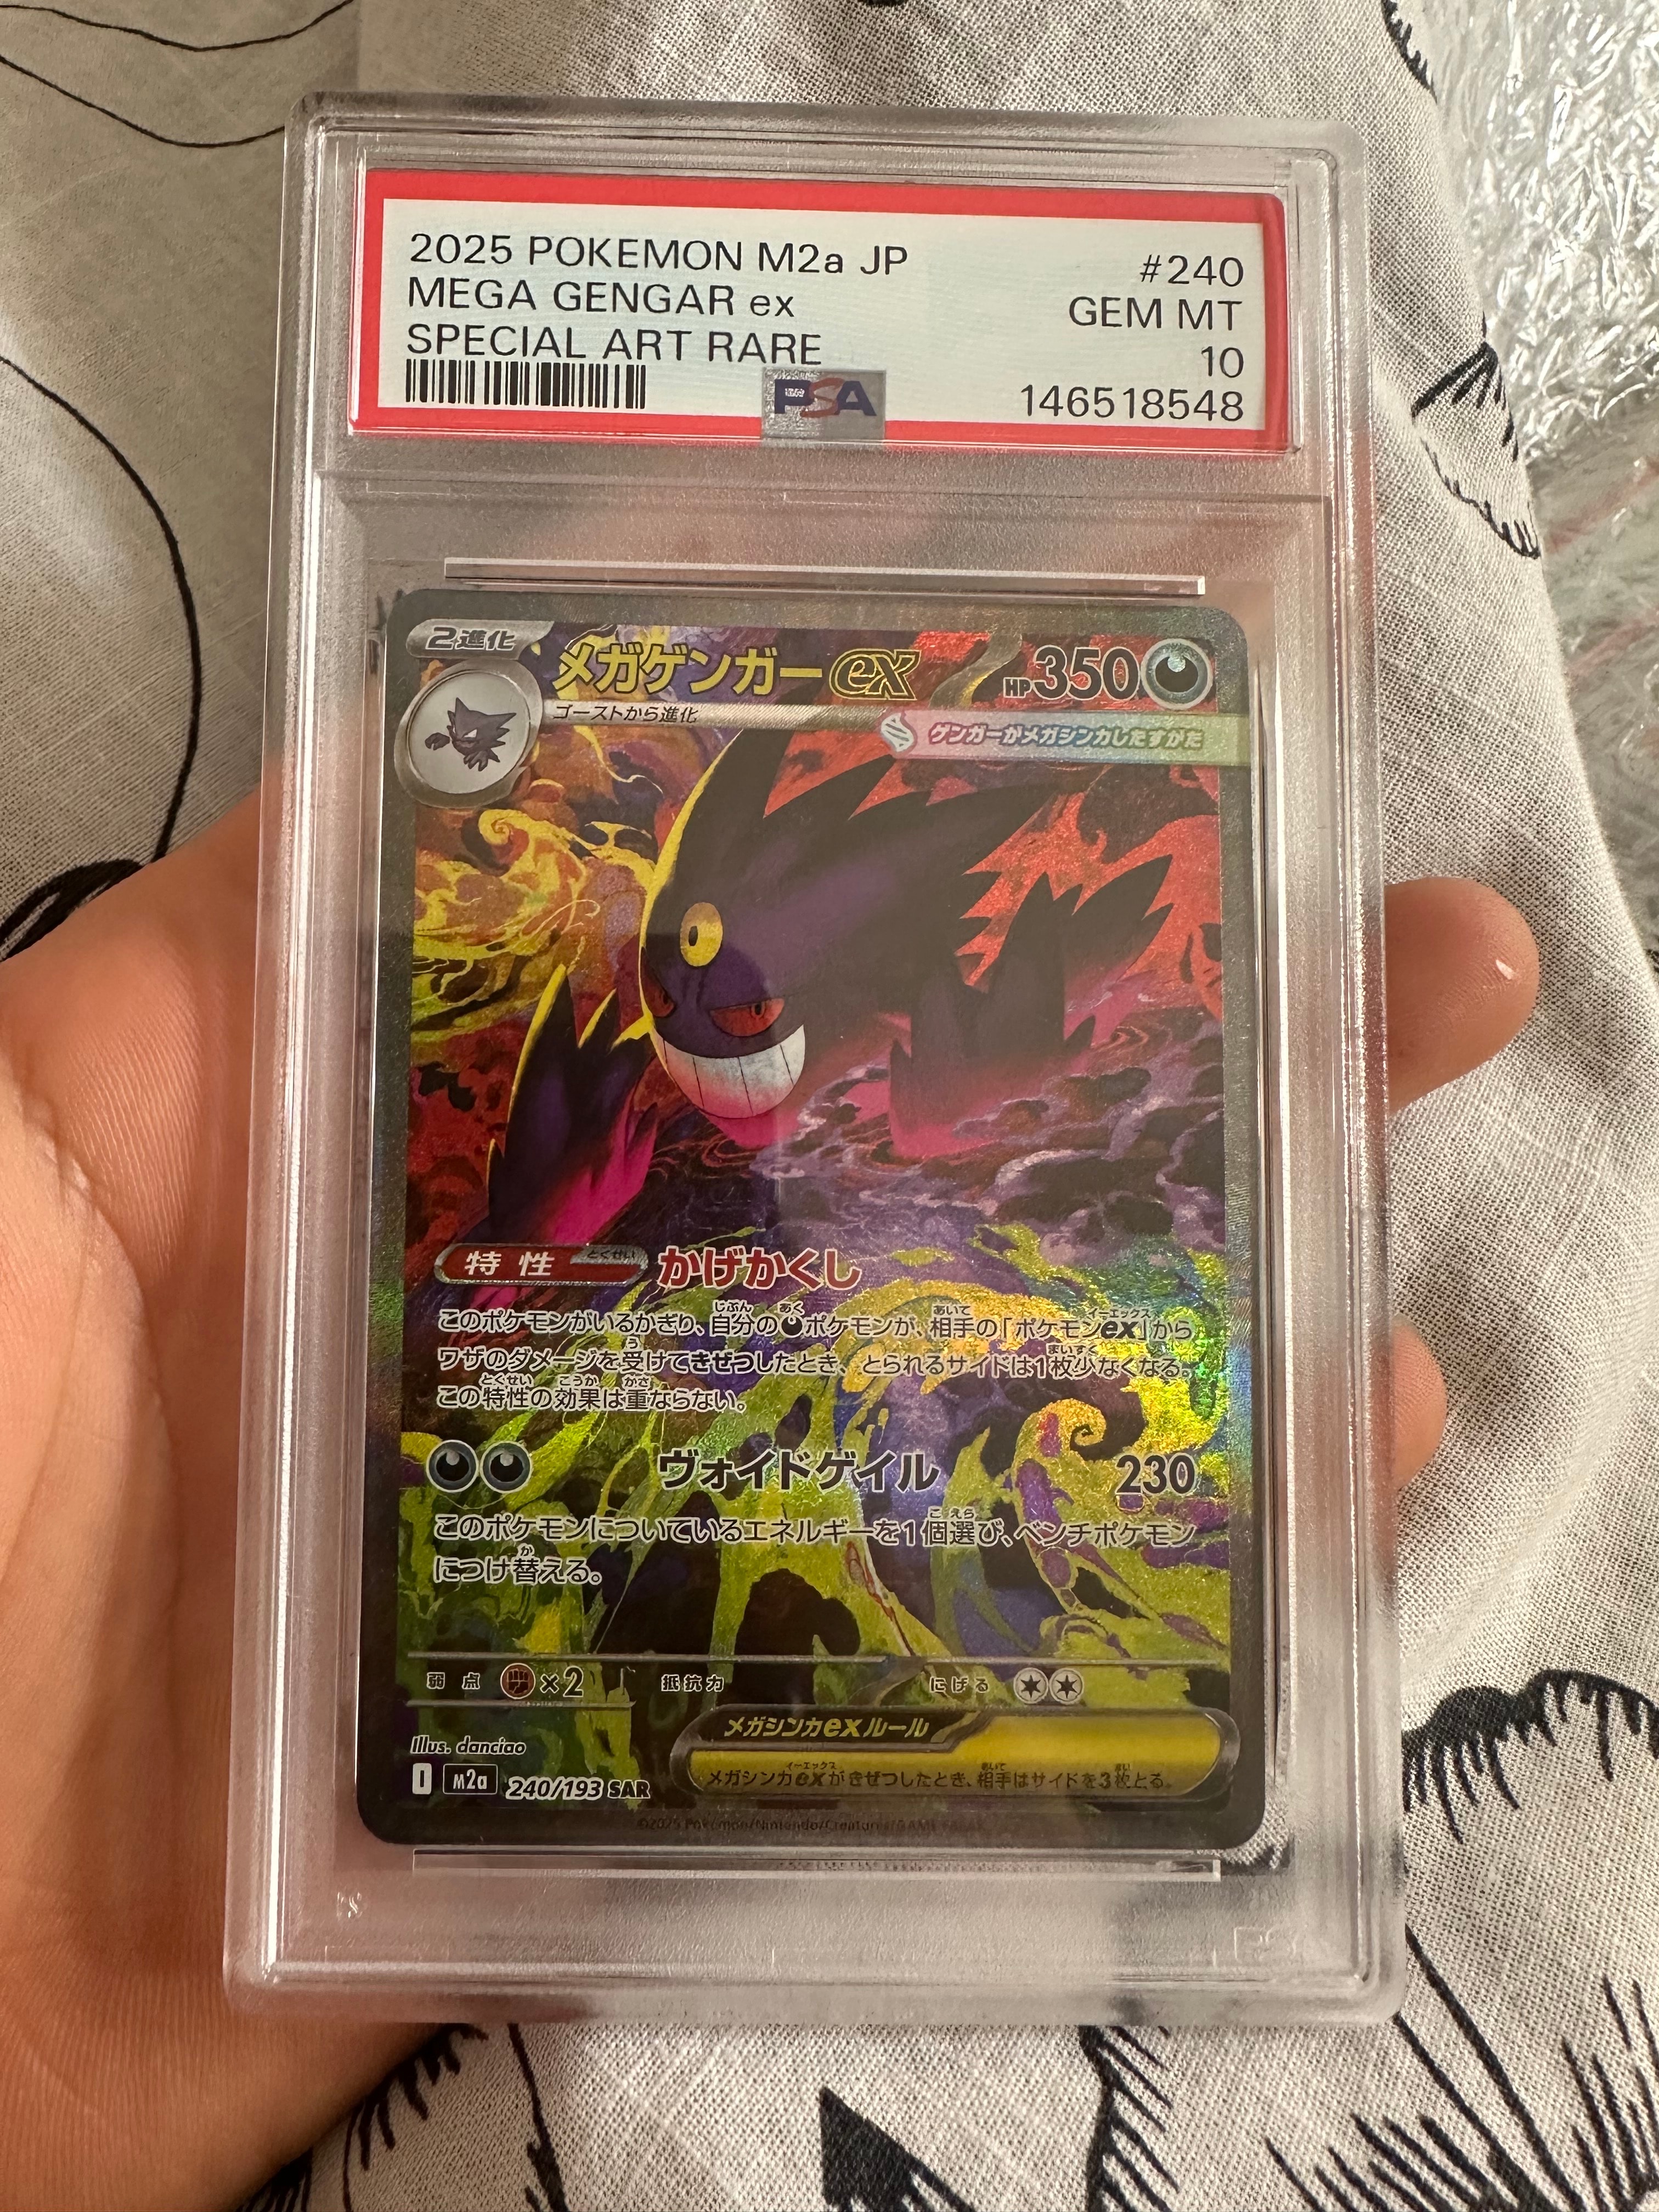 2025 POKEMON M2a JP #240
MEGA GENGAR ex GEM MT
SPECIAL ART RARE 10
PSA 146518548
2進化 メガゲンガーex HP350
ゴーストから進化
ゲンガーがメガシンカしたすがた
特性 とくせい かげかくし
このポケモンがいるかぎり、自分のポケモンが、相手の「ポケモンex」から
ワザのダメージを受けてきぜつしたとき、とられるサイドは1枚少なくなる。
この特性の効果は重ならない。
ヴォイドゲイル 230
このポケモンについているエネルギーを1個選び、ベンチポケモン
につけ替える。
弱点 ×2 抵抗力 にげる
メガシンカexルール
メガシンカexがきぜつしたとき、相手はサイドを3枚とる。
Illus. danciao
I m2a 240/193 SAR
©2025 Pokémon/Nintendo/Creatures/GAME FREAK